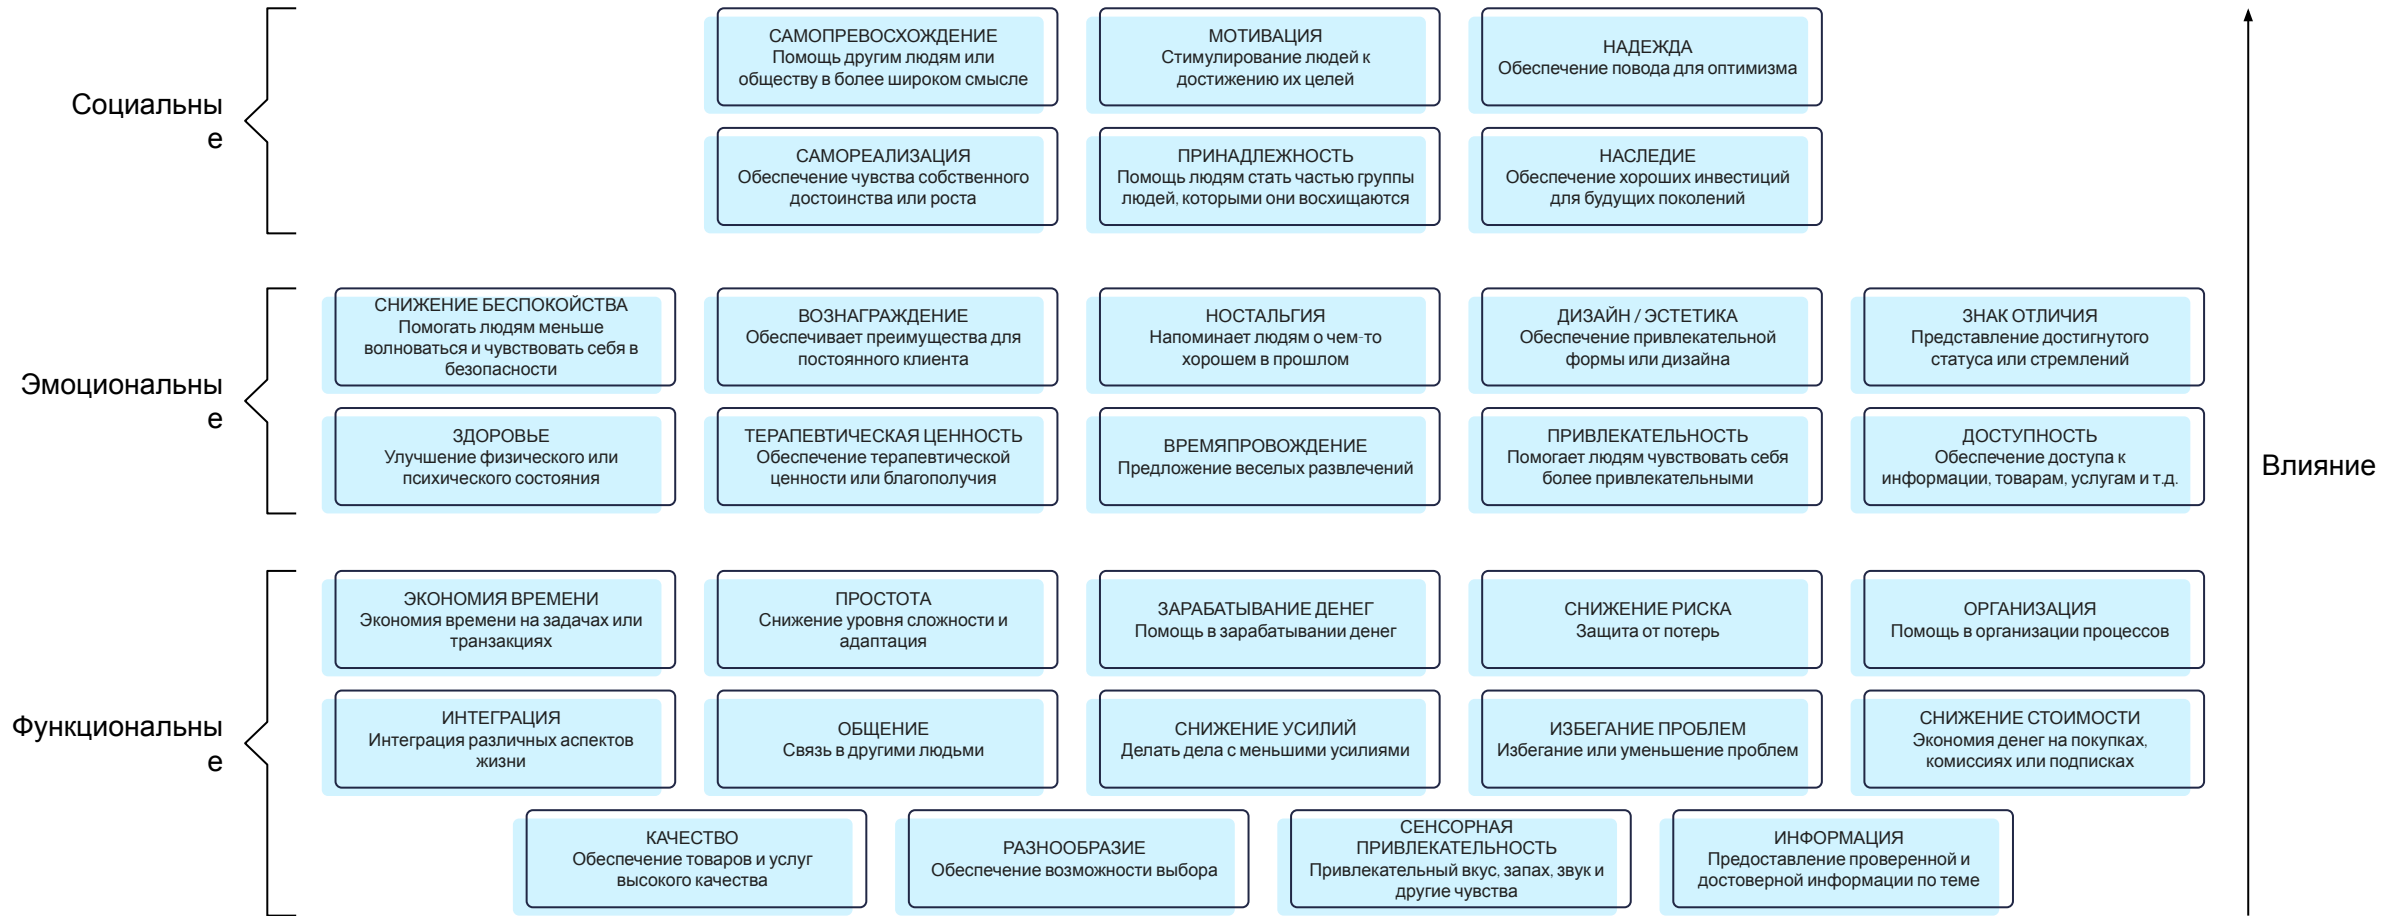 Социальны
е
САМОПРЕВОСХОЖДЕНИЕ
Помощь другим людям или
обществу в более широком смысле
МОТИВАЦИЯ
Стимулирование людей к
достижению их целей
НАДЕЖДА
Обеспечение повода для оптимизма
САМОРЕАЛИЗАЦИЯ
Обеспечение чувства собственного
достоинства или роста
ПРИНАДЛЕЖНОСТЬ
Помощь людям стать частью группы
людей, которыми они восхищаются
НАСЛЕДИЕ
Обеспечение хороших инвестиций
для будущих поколений
Эмоциональны
е
СНИЖЕНИЕ БЕСПОКОЙСТВА
Помогать людям меньше
волноваться и чувствовать себя в
безопасности
ВОЗНАГРАЖДЕНИЕ
Обеспечивает преимущества для
постоянного клиента
НОСТАЛЬГИЯ
Напоминает людям о чем-то
хорошем в прошлом
ДИЗАЙН / ЭСТЕТИКА
Обеспечение привлекательной
формы или дизайна
ЗНАК ОТЛИЧИЯ
Представление достигнутого
статуса или стремлений
ЗДОРОВЬЕ
Улучшение физического или
психического состояния
ТЕРАПЕВТИЧЕСКАЯ ЦЕННОСТЬ
Обеспечение терапевтической
ценности или благополучия
ВРЕМЯПРОВОЖДЕНИЕ
Предложение веселых развлечений
ПРИВЛЕКАТЕЛЬНОСТЬ
Помогает людям чувствовать себя
более привлекательными
ДОСТУПНОСТЬ
Обеспечение доступа к
информации, товарам, услугам и т.д.
Влияние
Функциональны
е
ЭКОНОМИЯ ВРЕМЕНИ
Экономия времени на задачах или
транзакциях
ПРОСТОТА
Снижение уровня сложности и
адаптация
ЗАРАБАТЫВАНИЕ ДЕНЕГ
Помощь в зарабатывании денег
СНИЖЕНИЕ РИСКА
Защита от потерь
ОРГАНИЗАЦИЯ
Помощь в организации процессов
ИНТЕГРАЦИЯ
Интеграция различных аспектов
жизни
ОБЩЕНИЕ
Связь в другими людьми
СНИЖЕНИЕ УСИЛИЙ
Делать дела с меньшими усилиями
ИЗБЕГАНИЕ ПРОБЛЕМ
Избегание или уменьшение проблем
СНИЖЕНИЕ СТОИМОСТИ
Экономия денег на покупках,
комиссиях или подписках
КАЧЕСТВО
Обеспечение товаров и услуг
высокого качества
РАЗНООБРАЗИЕ
Обеспечение возможности выбора
СЕНСОРНАЯ
ПРИВЛЕКАТЕЛЬНОСТЬ
Привлекательный вкус, запах, звук и
другие чувства
ИНФОРМАЦИЯ
Предоставление проверенной и
достоверной информации по теме